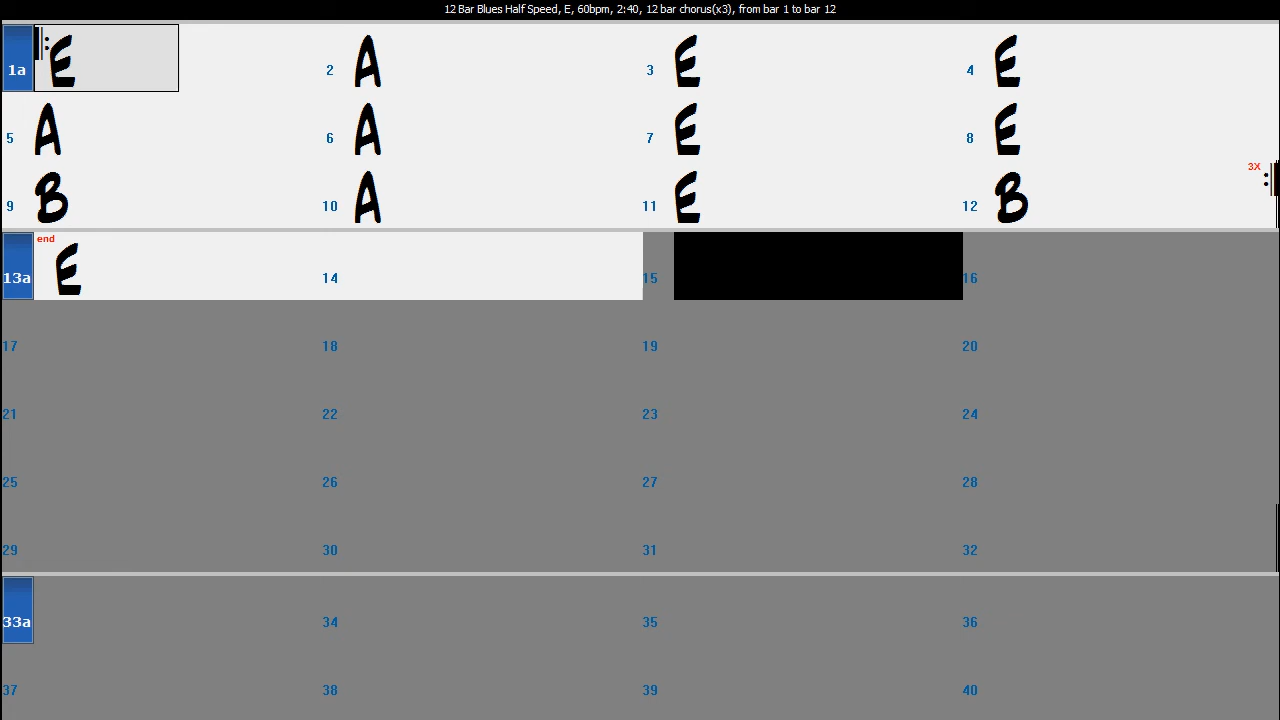 12 Bar Blues Half Speed, E, 60bpm, 2:40, 12 bar chorus(x3), from bar 1 to bar 12
1a E 2 A 3 E 4 E
5 A 6 A 7 E 8 E
3X
9 B 10 A 11 E 12 B
end
13a E 14 15 16
17 18 19 20
21 22 23 24
25 26 27 28
29 30 31 32
33a 34 35 36
37 38 39 40